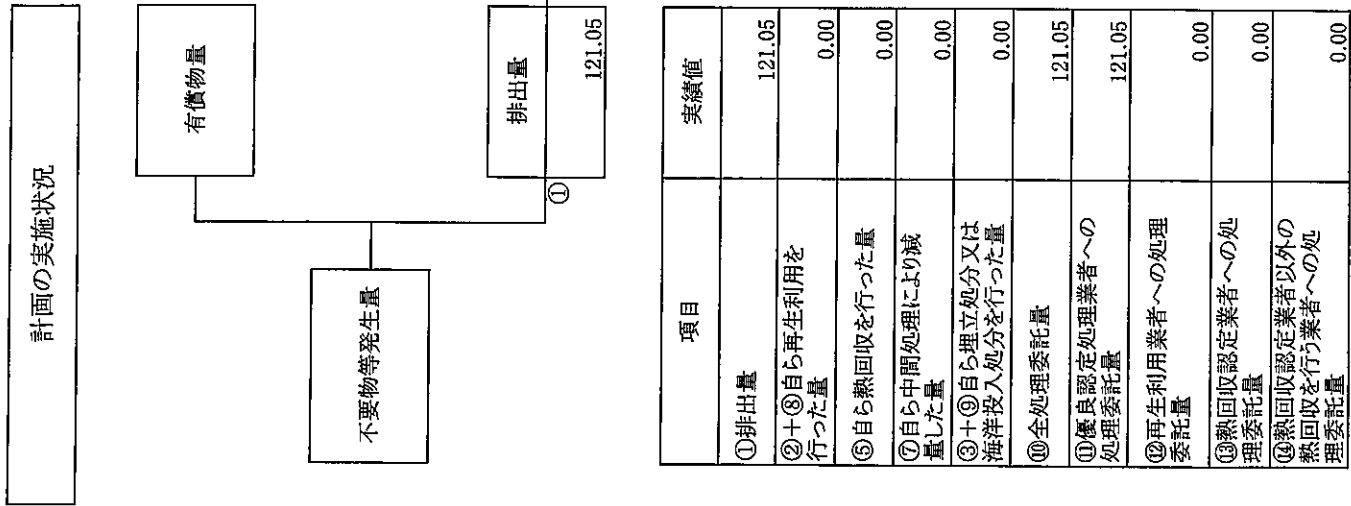 計画の実施状況
有償物量
不要物等発生量
①
排出量
121.05
項目
実績値
①排出量
121.05
②+⑧自ら再生利用を
行った量
0.00
⑤自ら熱回収を行った量
0.00
⑦自ら中間処理により減
量した量
0.00
③+⑨自ら埋立処分又は
海洋投入処分を行った量
0.00
⑩全処理委託量
121.05
⑪優良認定処理業者への
処理委託量
121.05
⑫再生利用業者への処理
委託量
0.00
⑬熱回収認定業者への処
理委託量
0.00
⑭熱回収認定業者以外の
熱回収を行う業者への処
理委託量
0.00